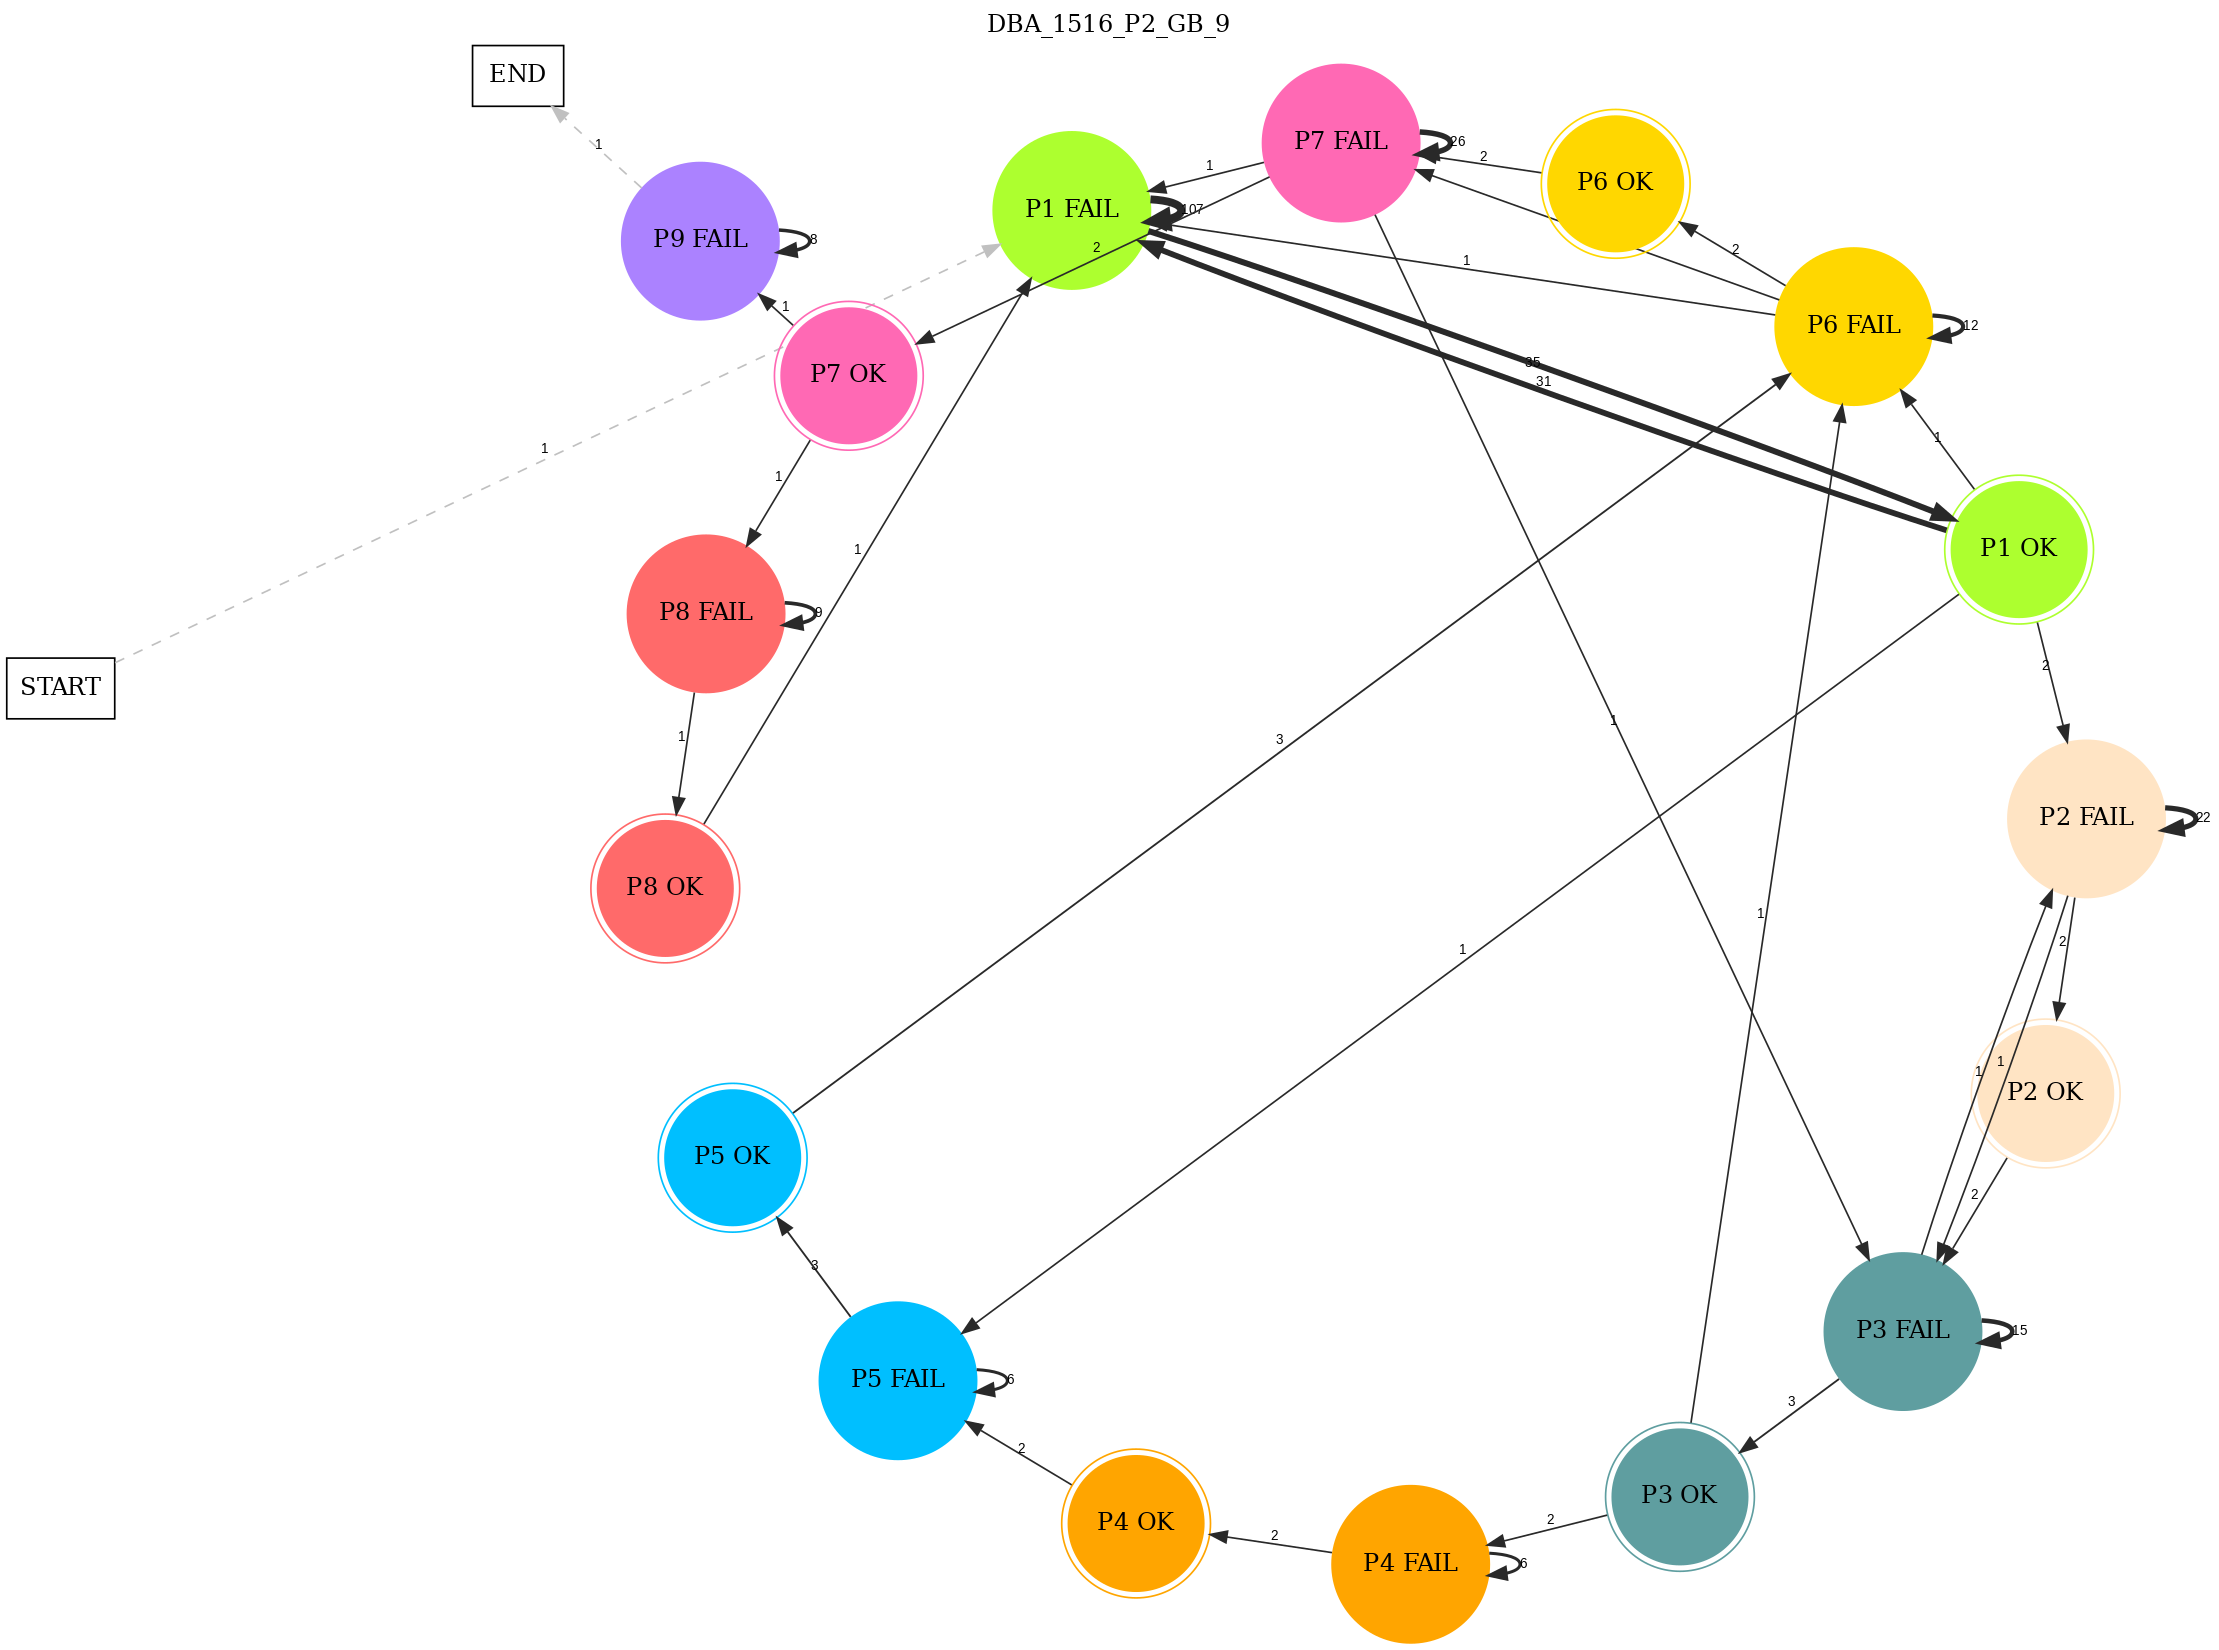 DBA_1516_P2_GB_9
END
P7 FAIL
26
2
P6 OK
P1 FAIL
107
1
P9 FAIL
8
1
2
2
1
P6 FAIL
12
1
P7 OK
35
31
1
1
1
1
P1 OK
P8 FAIL
9
2
START
1
1
3
P2 FAIL
22
P8 OK
1
1
2
1
1
P2 OK
P5 OK
2
3
P3 FAIL
15
P5 FAIL
6
3
2
P3 OK
P4 OK
2
2
P4 FAIL
6